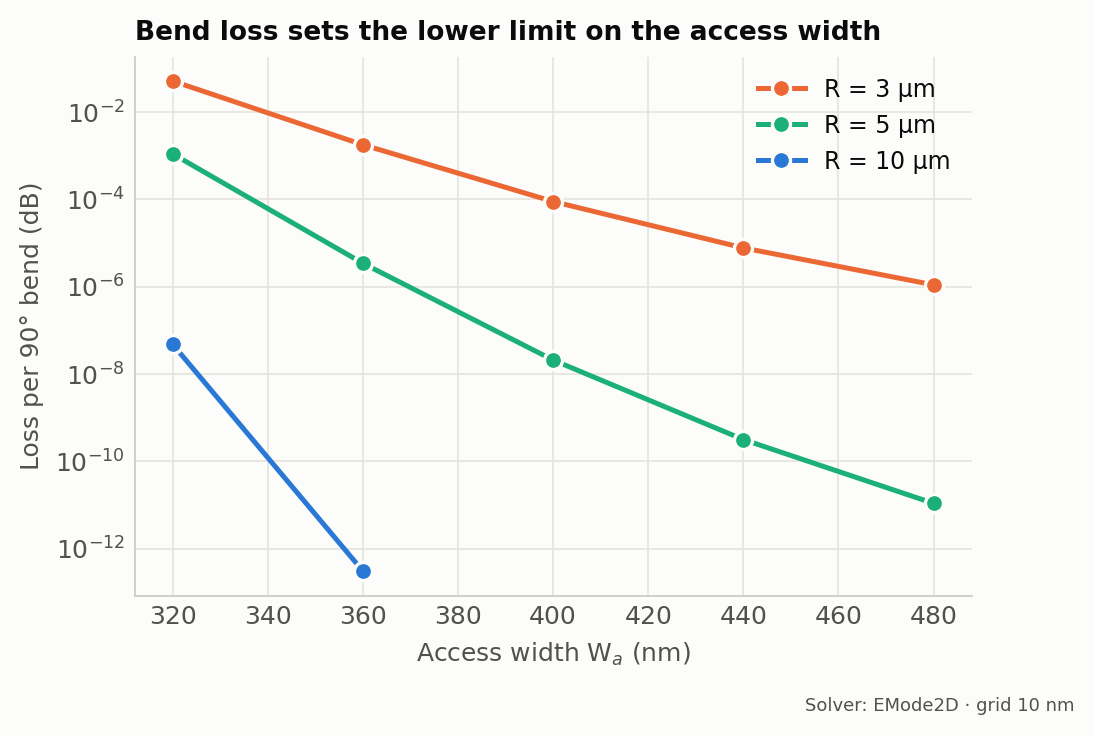 Bend loss sets the lower limit on the access width
R = 3 µm
R = 5 µm
R = 10 µm
Loss per 90° bend (dB)
10⁻²
10⁻⁴
10⁻⁶
10⁻⁸
10⁻¹⁰
10⁻¹²
320 340 360 380 400 420 440 460 480
Access width Wₐ (nm)
Solver: EMode2D · grid 10 nm